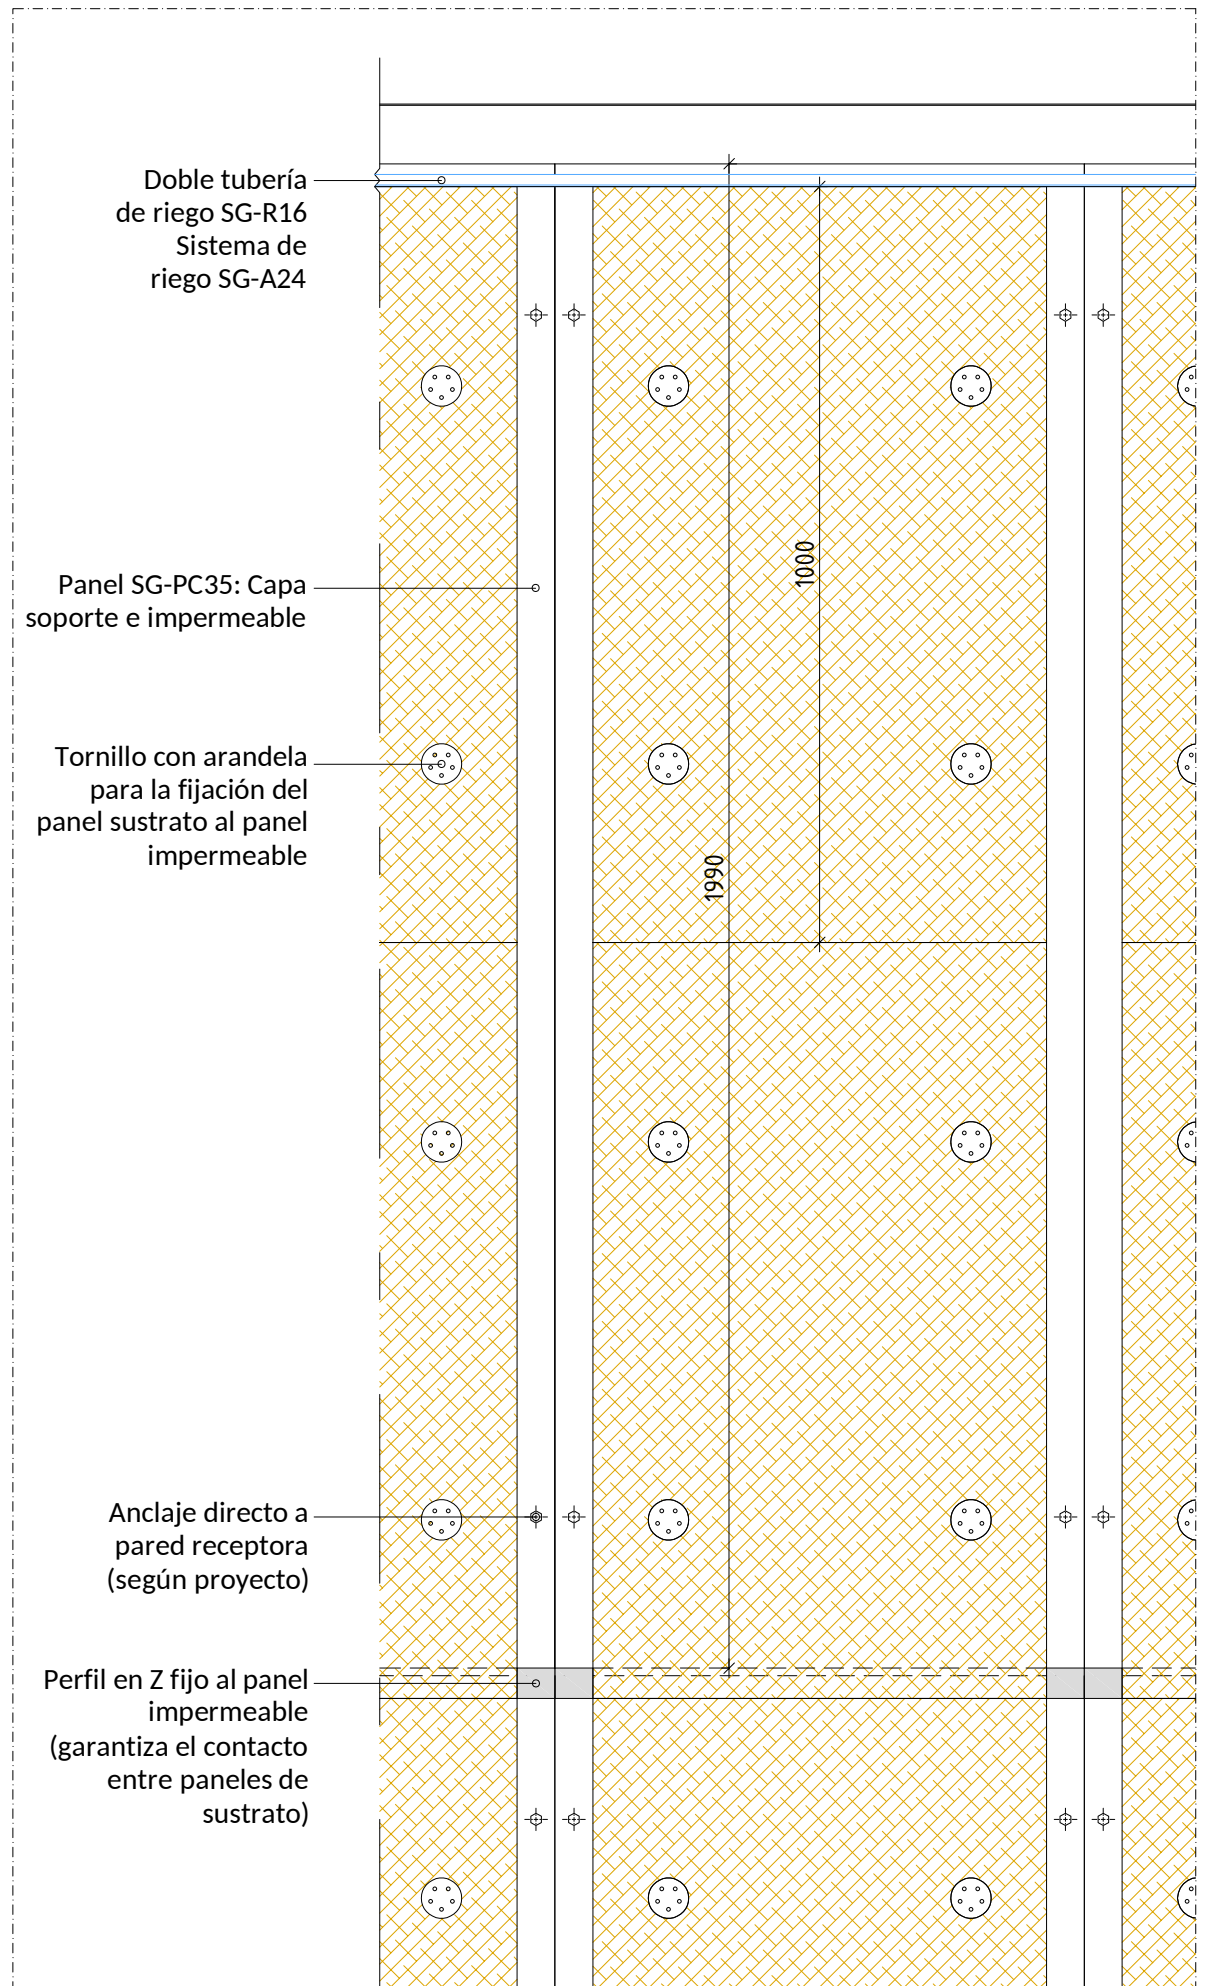 Doble tubería
de riego SG-R16
Sistema de
riego SG-A24
Panel SG-PC35: Capa
soporte e impermeable
1000
Tornillo con arandela
para la fijación del
panel sustrato al panel
impermeable
1990
Anclaje directo a
pared receptora
(según proyecto)
Perfil en Z fijo al panel
impermeable
(garantiza el contacto
entre paneles de
sustrato)